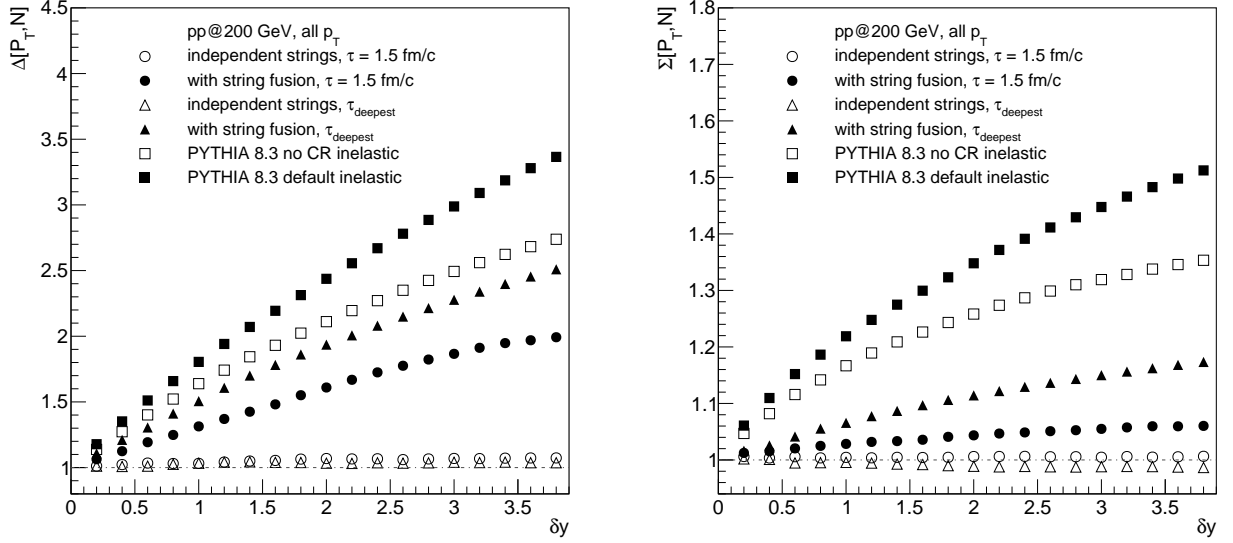 Δ[P_T,N]
4.5
4
3.5
3
2.5
2
1.5
1
pp@200 GeV, all p_T
independent strings, τ = 1.5 fm/c
with string fusion, τ = 1.5 fm/c
independent strings, τ_deepest
with string fusion, τ_deepest
PYTHIA 8.3 no CR inelastic
PYTHIA 8.3 default inelastic
0 0.5 1 1.5 2 2.5 3 3.5
δy
Σ[P_T,N]
1.8
1.7
1.6
1.5
1.4
1.3
1.2
1.1
1
pp@200 GeV, all p_T
independent strings, τ = 1.5 fm/c
with string fusion, τ = 1.5 fm/c
independent strings, τ_deepest
with string fusion, τ_deepest
PYTHIA 8.3 no CR inelastic
PYTHIA 8.3 default inelastic
0 0.5 1 1.5 2 2.5 3 3.5
δy